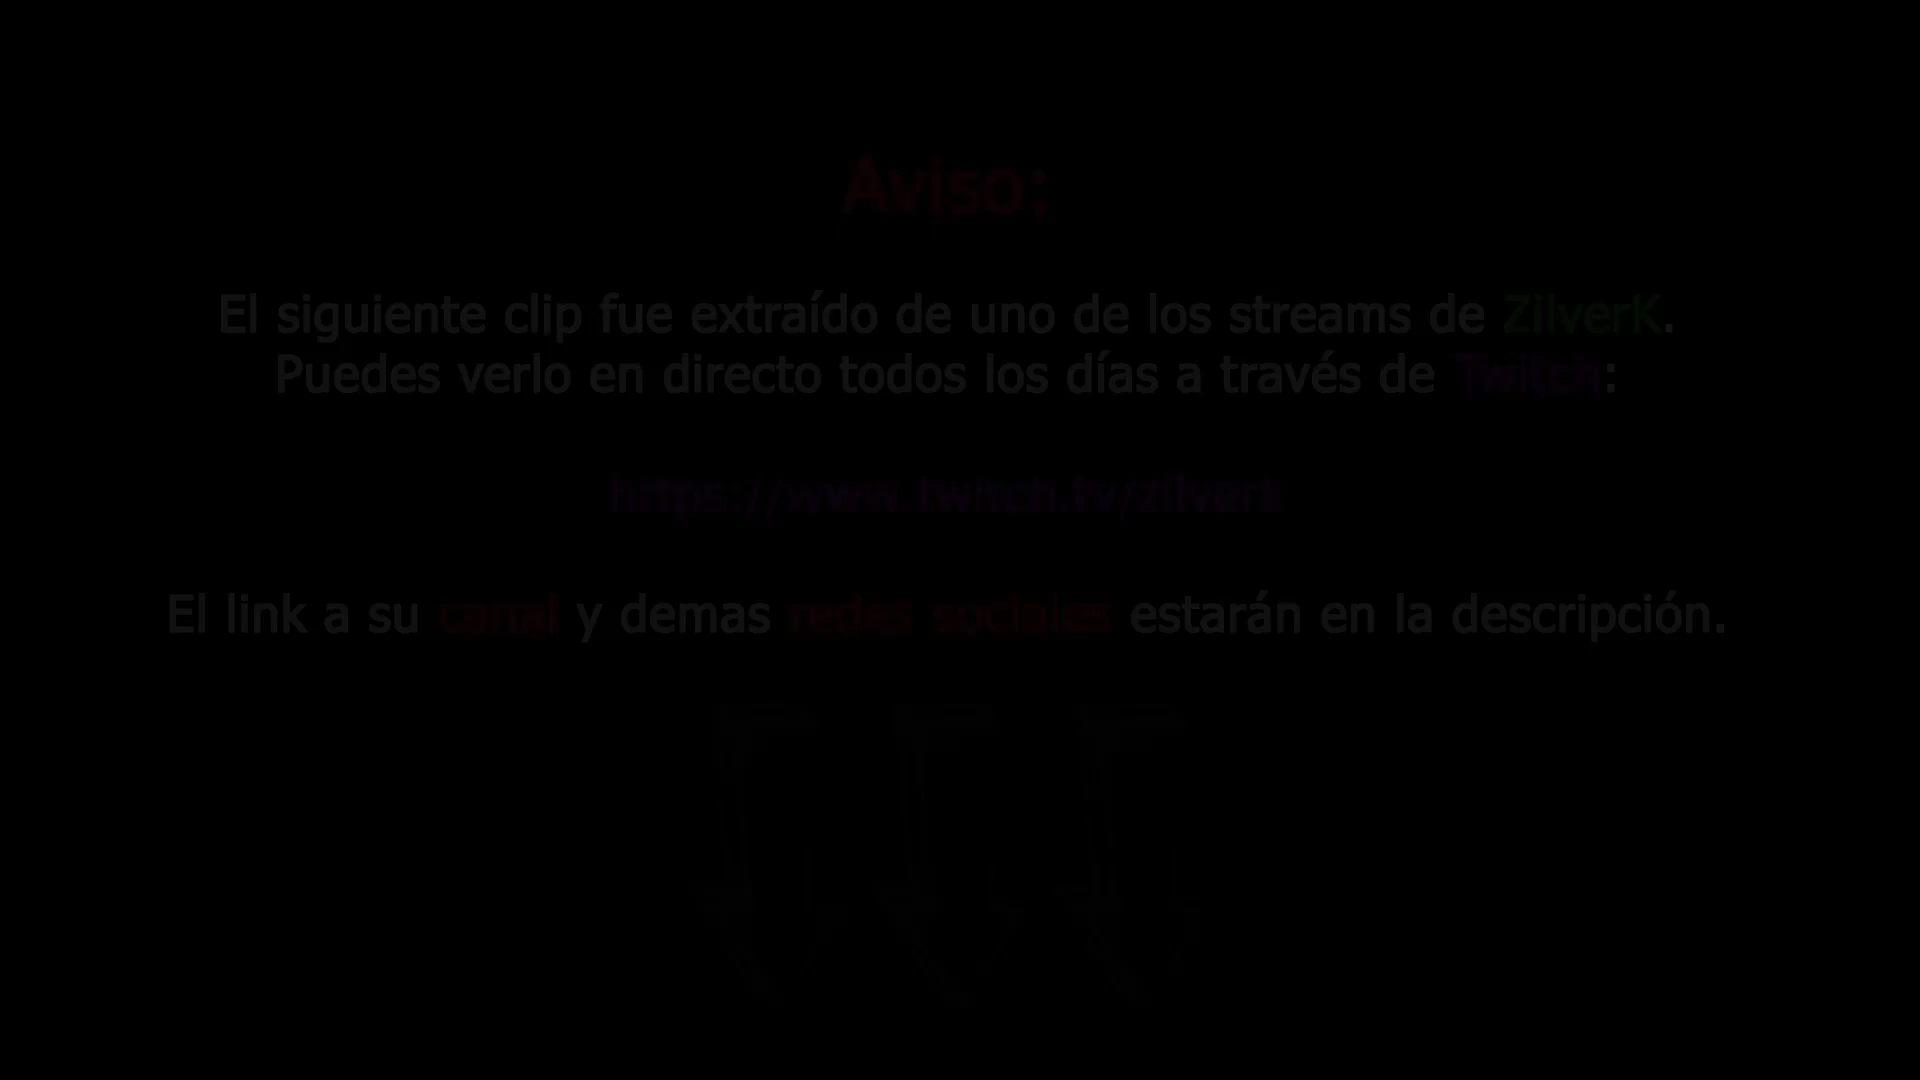 Aviso:
El siguiente clip fue extraído de uno de los streams de ZilverK.
Puedes verlo en directo todos los días a través de Twitch:
https://www.twitch.tv/zilverk
El link a su canal y demas redes sociales estarán en la descripción.